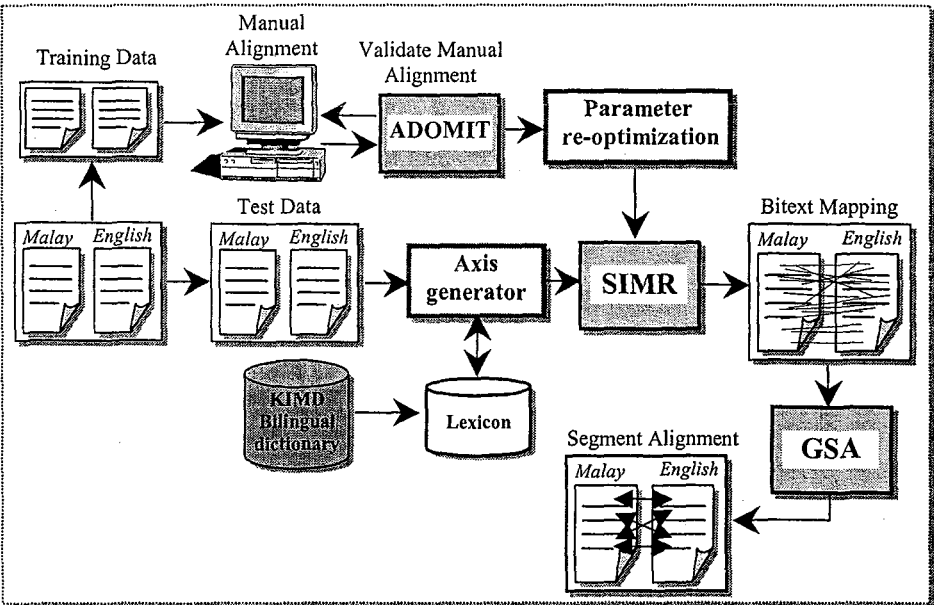 Manual
Alignment
Training Data
Validate Manual
Alignment
ADOMIT
Parameter
re-optimization
Malay English
Test Data
Malay English
Axis
generator
SIMR
Bitext Mapping
Malay English
KIMD
Bilingual
dictionary
Lexicon
GSA
Segment Alignment
Malay English